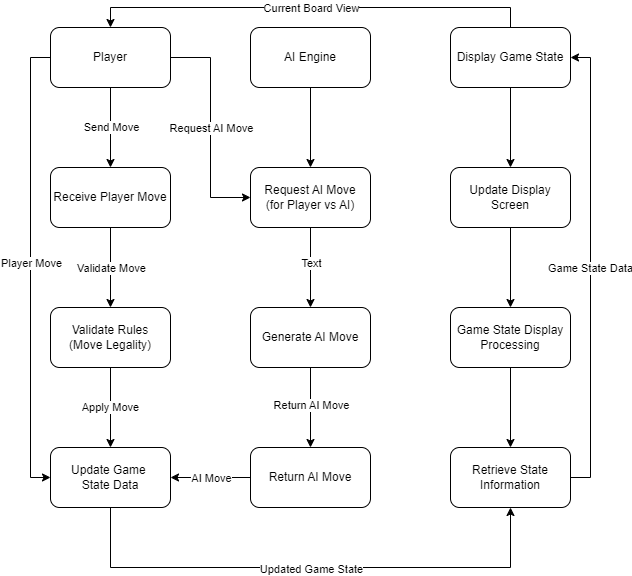 Current Board View
Player
AI Engine
Display Game State
Send Move
Request AI Move
Receive Player Move
Request AI Move
(for Player vs AI)
Update Display
Screen
Player Move
Validate Move
Text
Game State Data
Validate Rules
(Move Legality)
Generate AI Move
Game State Display
Processing
Apply Move
Return AI Move
Update Game
State Data
AI Move
Return AI Move
Retrieve State
Information
Updated Game State